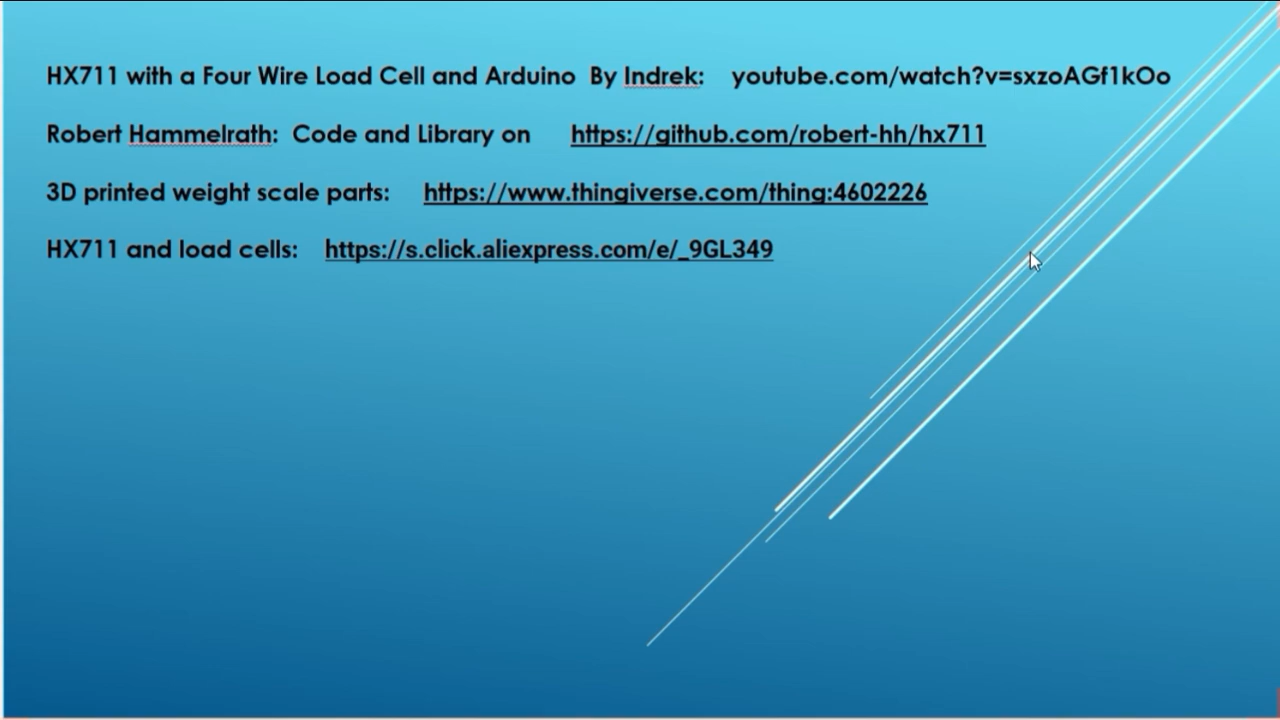 HX711 with a Four Wire Load Cell and Arduino By Indrek: youtube.com/watch?v=sxzoAGf1kOo
Robert Hammelrath: Code and Library on https://github.com/robert-hh/hx711
3D printed weight scale parts: https://www.thingiverse.com/thing:4602226
HX711 and load cells: https://s.click.aliexpress.com/e/_9GL349